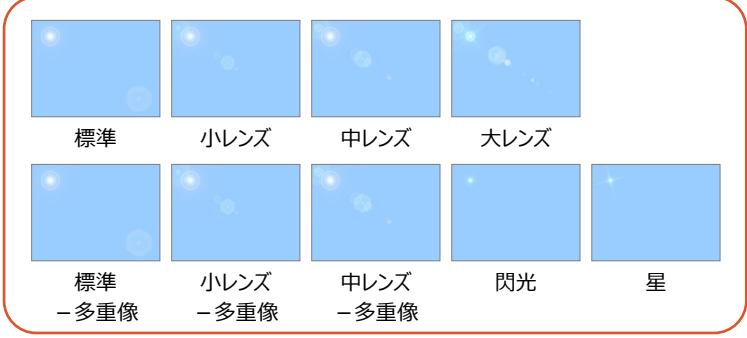 標準 小レンズ 中レンズ 大レンズ
標準 小レンズ 中レンズ 閃光 星
－多重像 －多重像 －多重像